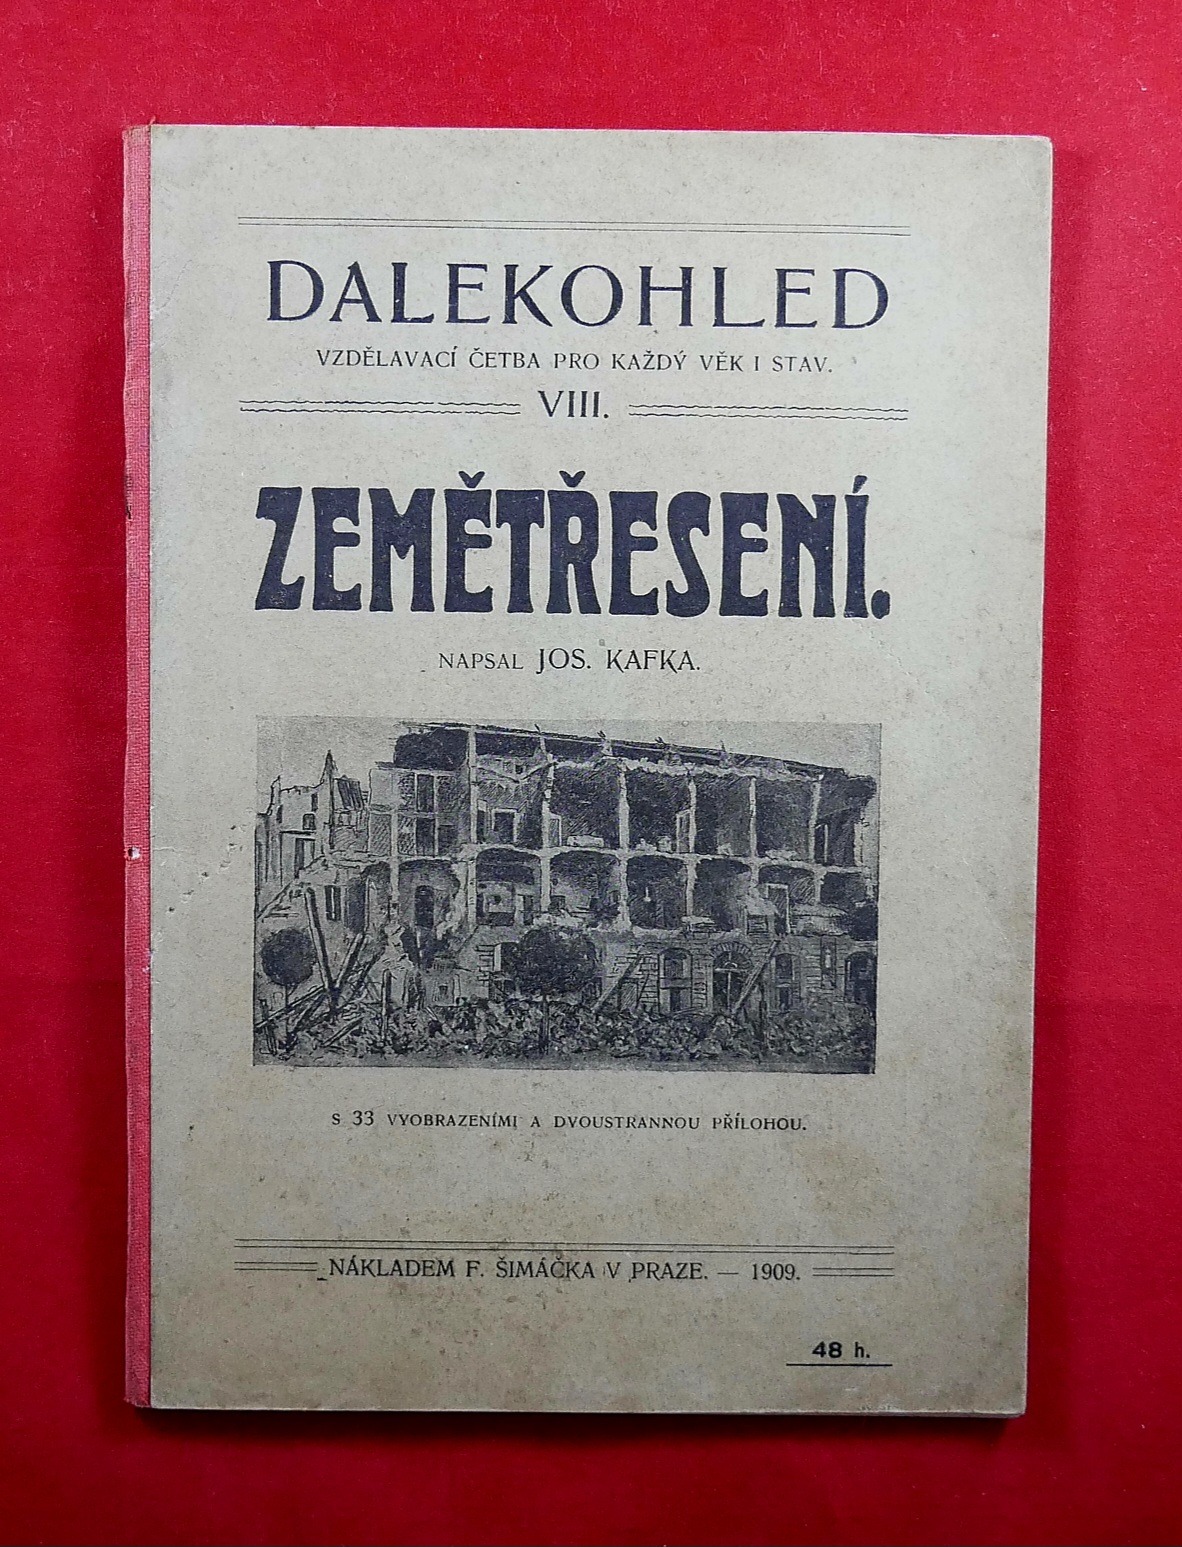 DALEKOHLED
VZDĚLAVACÍ ČETBA PRO KAŽDÝ VĚK I STAV.
VIII.
ZEMĚTŘESENÍ.
NAPSAL JOS. KAFKA.
S 33 VYOBRAZENÍMI A DVOUSTRANNOU PŘÍLOHOU.
NÁKLADEM F. ŠIMÁČKA V PRAZE. — 1909.
48 h.